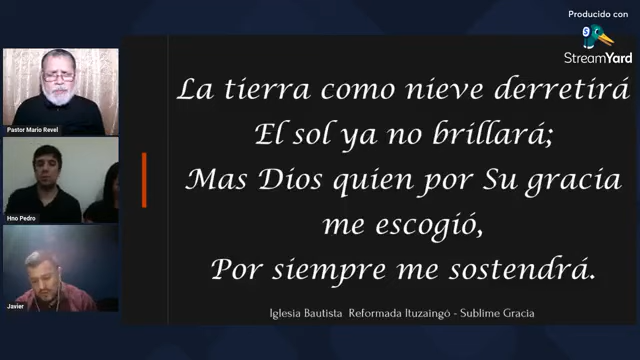 Producido con
StreamYard
La tierra como nieve derretirá
El sol ya no brillará;
Mas Dios quien por Su gracia
me escogió,
Por siempre me sostendrá.
Iglesia Bautista Reformada Ituzaingó - Sublime Gracia
Pastor Mario Revel
Hno Pedro
Javier